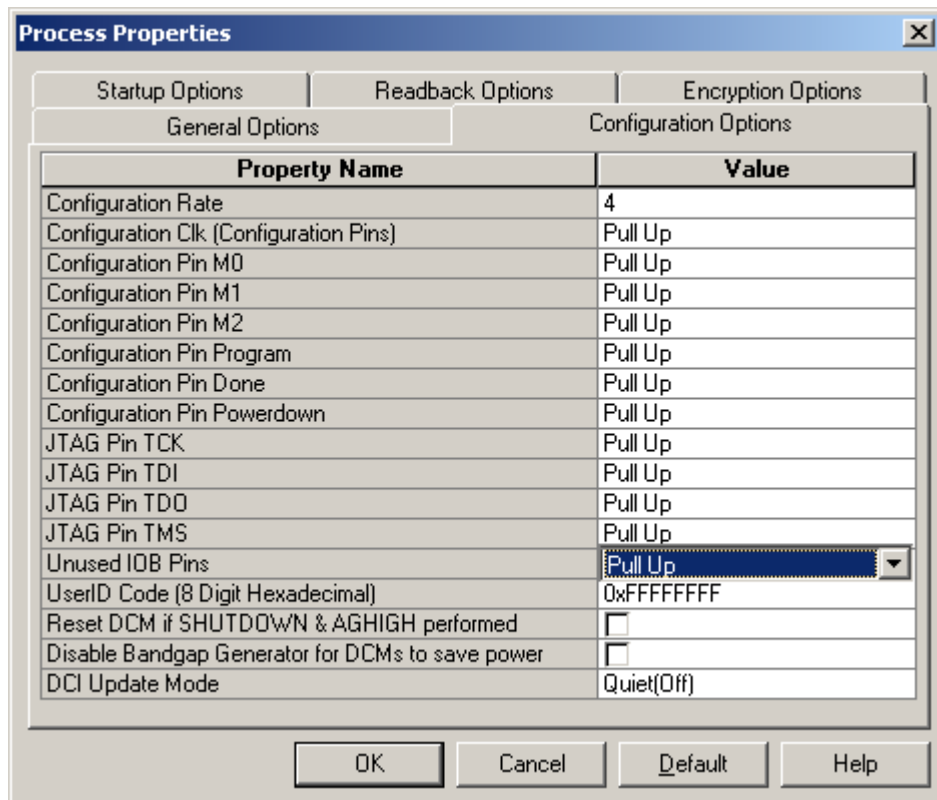 Process Properties
Startup Options Readback Options Encryption Options
General Options Configuration Options
Property Name Value
Configuration Rate 4
Configuration Clk (Configuration Pins) Pull Up
Configuration Pin M0 Pull Up
Configuration Pin M1 Pull Up
Configuration Pin M2 Pull Up
Configuration Pin Program Pull Up
Configuration Pin Done Pull Up
Configuration Pin Powerdown Pull Up
JTAG Pin TCK Pull Up
JTAG Pin TDI Pull Up
JTAG Pin TDO Pull Up
JTAG Pin TMS Pull Up
Unused IOB Pins Pull Up
UserID Code (8 Digit Hexadecimal) 0xFFFFFFFF
Reset DCM if SHUTDOWN & AGHIGH performed
Disable Bandgap Generator for DCMs to save power
DCI Update Mode Quiet(Off)
OK Cancel Default Help